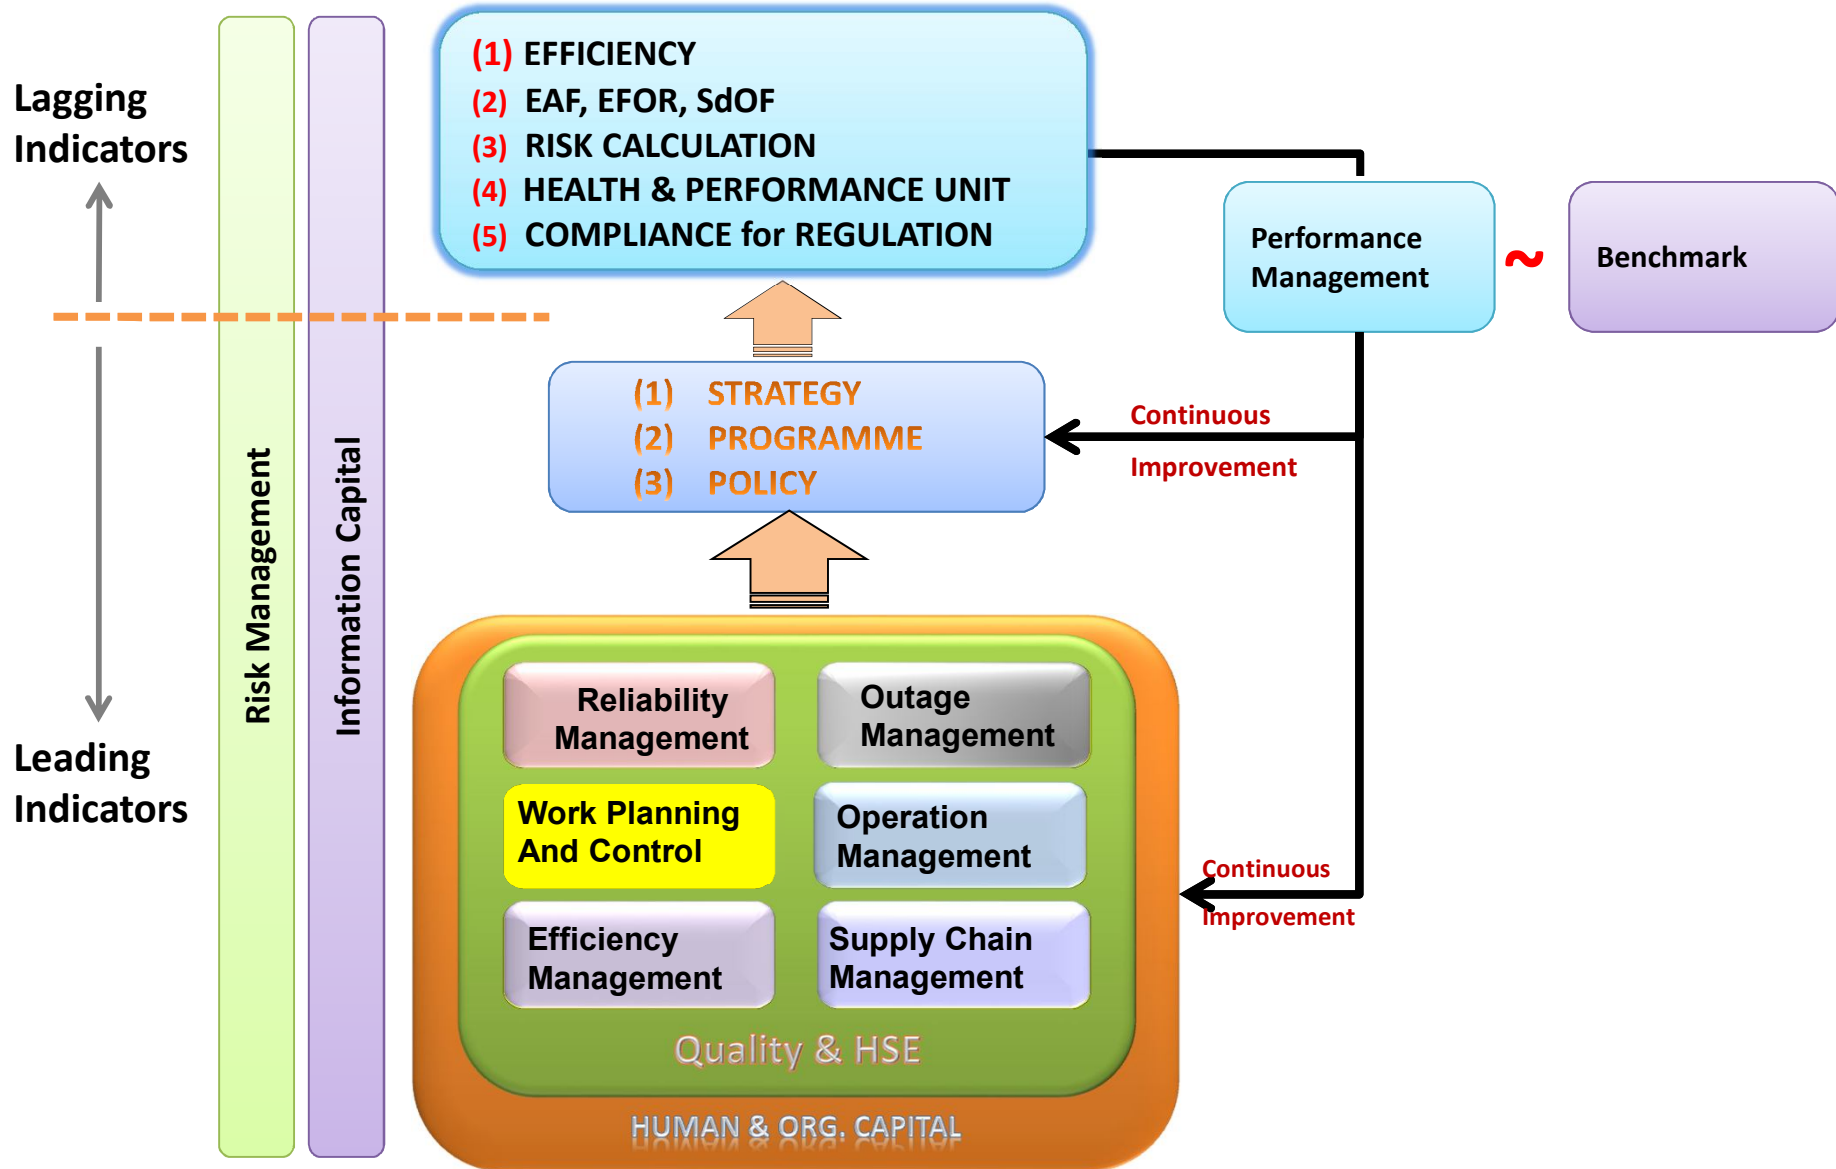 Lagging
Indicators
Leading
Indicators
Risk Management
Information Capital
(1) EFFICIENCY
(2) EAF, EFOR, SdOF
(3) RISK CALCULATION
(4) HEALTH & PERFORMANCE UNIT
(5) COMPLIANCE for REGULATION
Performance
Management
~
Benchmark
(1) STRATEGY
(2) PROGRAMME
(3) POLICY
Continuous
Improvement
Reliability
Management
Outage
Management
Work Planning
And Control
Operation
Management
Efficiency
Management
Supply Chain
Management
Quality & HSE
HUMAN & ORG. CAPITAL
Continuous
Improvement